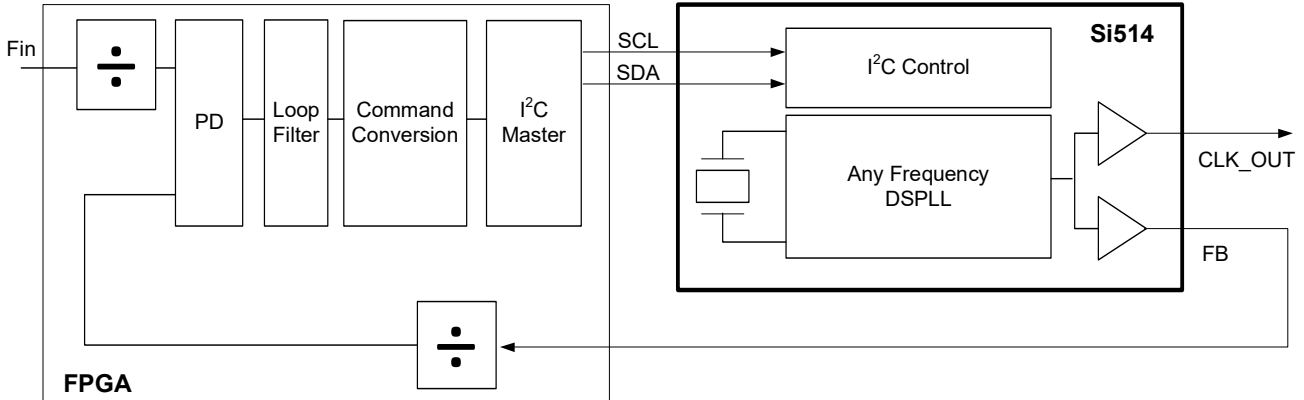 Fin
÷
PD
Loop
Filter
Command
Conversion
I²C
Master
SCL
SDA
Si514
I²C Control
Any Frequency
DSPLL
CLK_OUT
FB
÷
FPGA